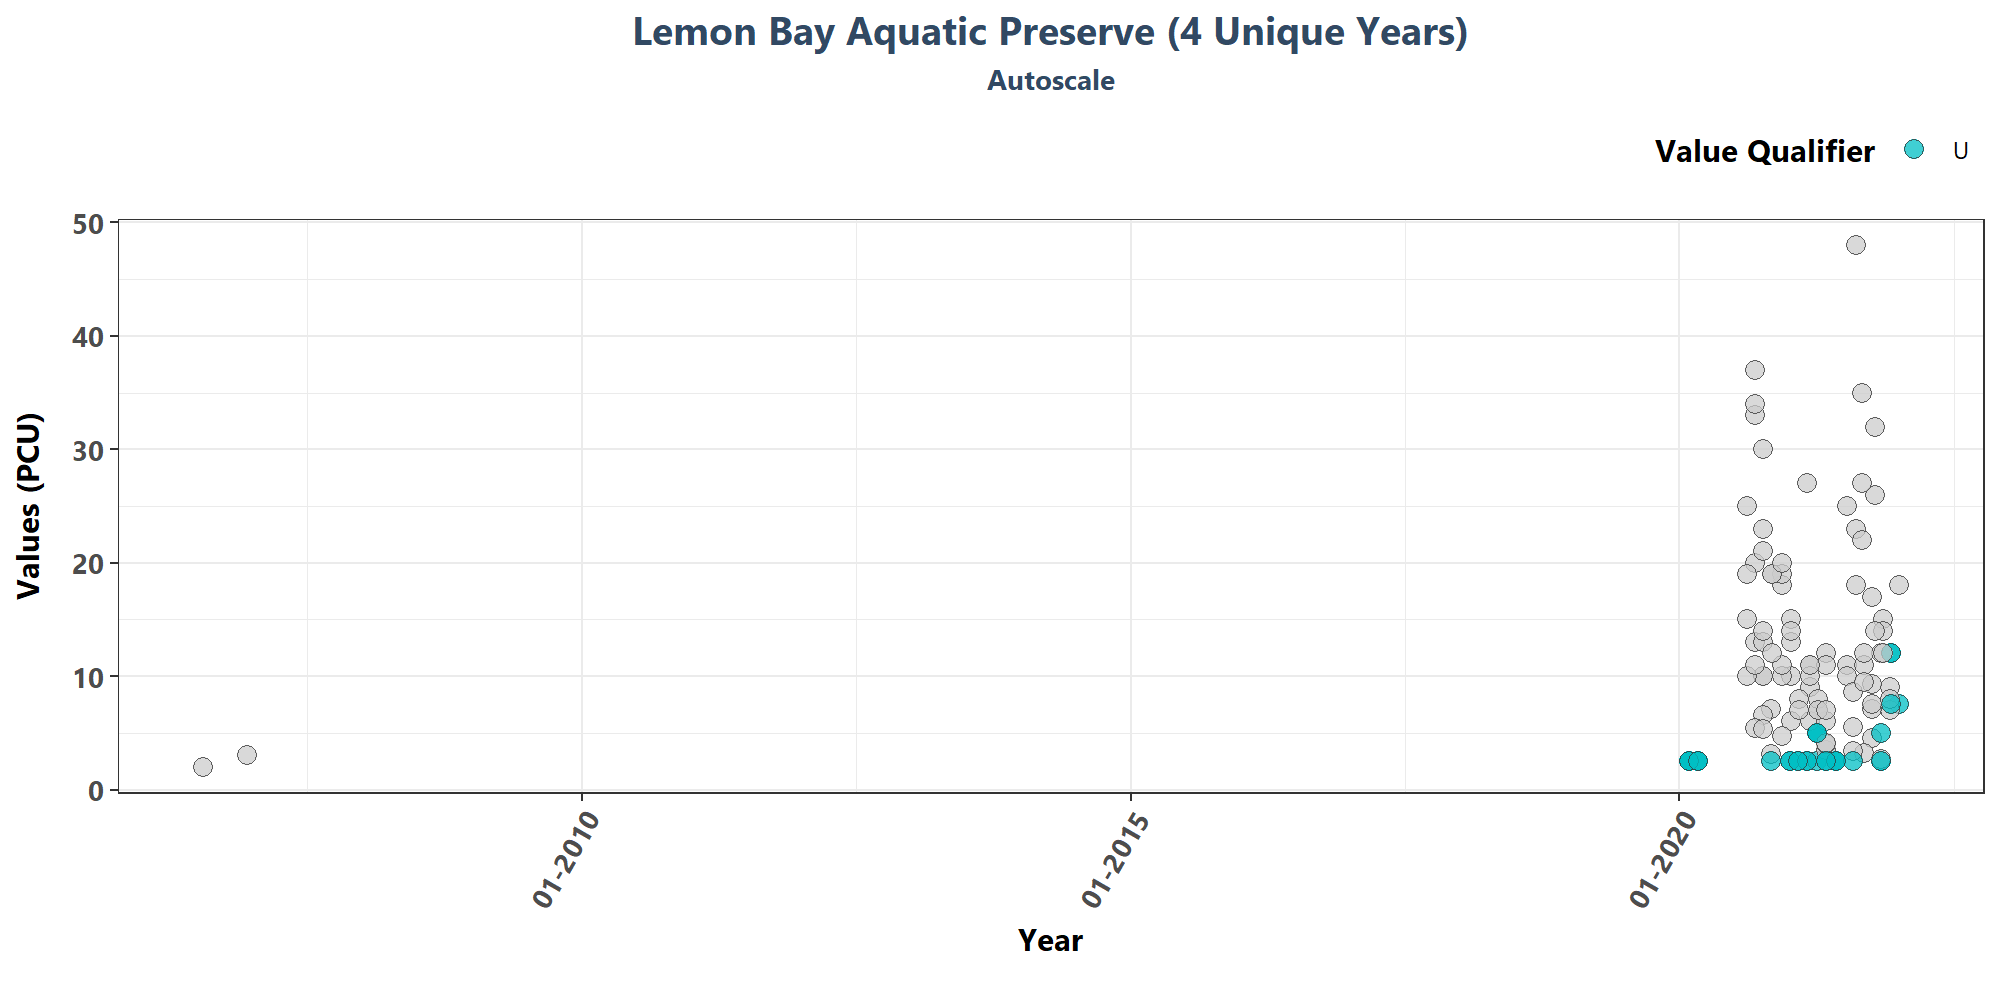 Lemon Bay Aquatic Preserve (4 Unique Years)
Autoscale
Value Qualifier U
50
40
30
20
10
0
Values (PCU)
01-2010
01-2015
01-2020
Year